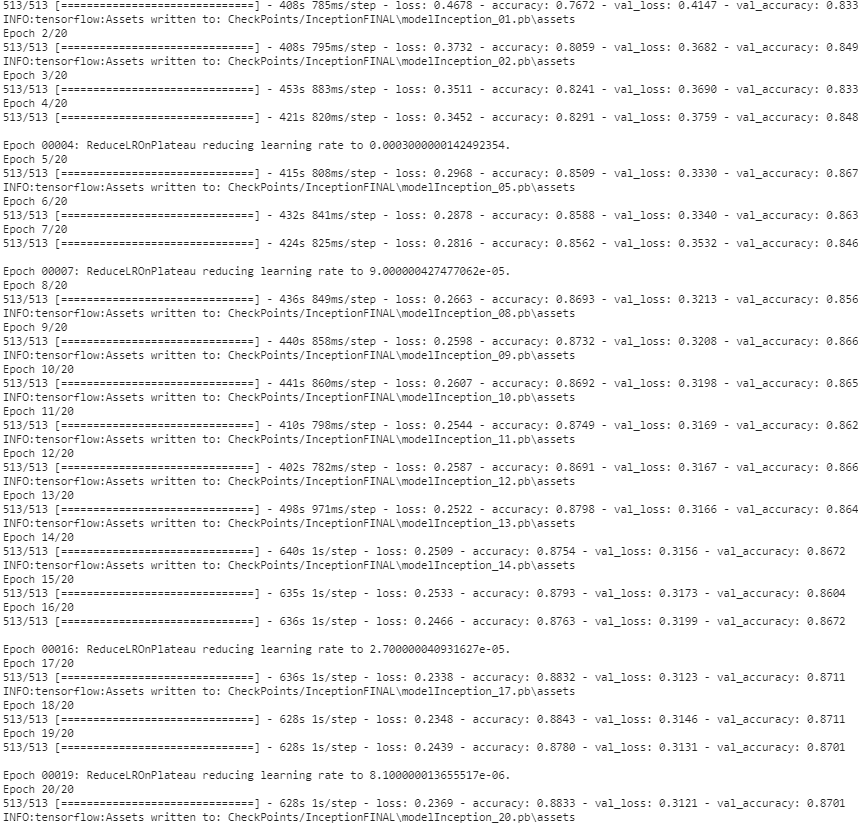 513/513 [==============================] - 408s 785ms/step - loss: 0.4678 - accuracy: 0.7672 - val_loss: 0.4147 - val_accuracy: 0.833
INFO:tensorflow:Assets written to: CheckPoints/InceptionFINAL\modelInception_01.pb\assets
Epoch 2/20
513/513 [==============================] - 408s 795ms/step - loss: 0.3732 - accuracy: 0.8059 - val_loss: 0.3682 - val_accuracy: 0.849
INFO:tensorflow:Assets written to: CheckPoints/InceptionFINAL\modelInception_02.pb\assets
Epoch 3/20
513/513 [==============================] - 453s 883ms/step - loss: 0.3511 - accuracy: 0.8241 - val_loss: 0.3690 - val_accuracy: 0.833
Epoch 4/20
513/513 [==============================] - 421s 820ms/step - loss: 0.3452 - accuracy: 0.8291 - val_loss: 0.3759 - val_accuracy: 0.848
Epoch 00004: ReduceLROnPlateau reducing learning rate to 0.0003000000142492354.
Epoch 5/20
513/513 [==============================] - 415s 808ms/step - loss: 0.2968 - accuracy: 0.8509 - val_loss: 0.3330 - val_accuracy: 0.867
INFO:tensorflow:Assets written to: CheckPoints/InceptionFINAL\modelInception_05.pb\assets
Epoch 6/20
513/513 [==============================] - 432s 841ms/step - loss: 0.2878 - accuracy: 0.8588 - val_loss: 0.3340 - val_accuracy: 0.863
Epoch 7/20
513/513 [==============================] - 424s 825ms/step - loss: 0.2816 - accuracy: 0.8562 - val_loss: 0.3532 - val_accuracy: 0.846
Epoch 00007: ReduceLROnPlateau reducing learning rate to 9.000000427477062e-05.
Epoch 8/20
513/513 [==============================] - 436s 849ms/step - loss: 0.2663 - accuracy: 0.8693 - val_loss: 0.3213 - val_accuracy: 0.856
INFO:tensorflow:Assets written to: CheckPoints/InceptionFINAL\modelInception_08.pb\assets
Epoch 9/20
513/513 [==============================] - 440s 858ms/step - loss: 0.2598 - accuracy: 0.8732 - val_loss: 0.3208 - val_accuracy: 0.866
INFO:tensorflow:Assets written to: CheckPoints/InceptionFINAL\modelInception_09.pb\assets
Epoch 10/20
513/513 [==============================] - 441s 860ms/step - loss: 0.2607 - accuracy: 0.8692 - val_loss: 0.3198 - val_accuracy: 0.865
INFO:tensorflow:Assets written to: CheckPoints/InceptionFINAL\modelInception_10.pb\assets
Epoch 11/20
513/513 [==============================] - 410s 798ms/step - loss: 0.2544 - accuracy: 0.8749 - val_loss: 0.3169 - val_accuracy: 0.862
INFO:tensorflow:Assets written to: CheckPoints/InceptionFINAL\modelInception_11.pb\assets
Epoch 12/20
513/513 [==============================] - 402s 782ms/step - loss: 0.2587 - accuracy: 0.8691 - val_loss: 0.3167 - val_accuracy: 0.866
INFO:tensorflow:Assets written to: CheckPoints/InceptionFINAL\modelInception_12.pb\assets
Epoch 13/20
513/513 [==============================] - 498s 971ms/step - loss: 0.2522 - accuracy: 0.8798 - val_loss: 0.3166 - val_accuracy: 0.864
INFO:tensorflow:Assets written to: CheckPoints/InceptionFINAL\modelInception_13.pb\assets
Epoch 14/20
513/513 [==============================] - 640s 1s/step - loss: 0.2509 - accuracy: 0.8754 - val_loss: 0.3156 - val_accuracy: 0.8672
INFO:tensorflow:Assets written to: CheckPoints/InceptionFINAL\modelInception_14.pb\assets
Epoch 15/20
513/513 [==============================] - 635s 1s/step - loss: 0.2533 - accuracy: 0.8793 - val_loss: 0.3173 - val_accuracy: 0.8604
Epoch 16/20
513/513 [==============================] - 636s 1s/step - loss: 0.2466 - accuracy: 0.8763 - val_loss: 0.3199 - val_accuracy: 0.8672
Epoch 00016: ReduceLROnPlateau reducing learning rate to 2.700000040931627e-05.
Epoch 17/20
513/513 [==============================] - 636s 1s/step - loss: 0.2338 - accuracy: 0.8832 - val_loss: 0.3123 - val_accuracy: 0.8711
INFO:tensorflow:Assets written to: CheckPoints/InceptionFINAL\modelInception_17.pb\assets
Epoch 18/20
513/513 [==============================] - 628s 1s/step - loss: 0.2348 - accuracy: 0.8843 - val_loss: 0.3146 - val_accuracy: 0.8711
Epoch 19/20
513/513 [==============================] - 628s 1s/step - loss: 0.2439 - accuracy: 0.8780 - val_loss: 0.3131 - val_accuracy: 0.8701
Epoch 00019: ReduceLROnPlateau reducing learning rate to 8.100000013655517e-06.
Epoch 20/20
513/513 [==============================] - 628s 1s/step - loss: 0.2369 - accuracy: 0.8833 - val_loss: 0.3121 - val_accuracy: 0.8701
INFO:tensorflow:Assets written to: CheckPoints/InceptionFINAL\modelInception_20.pb\assets